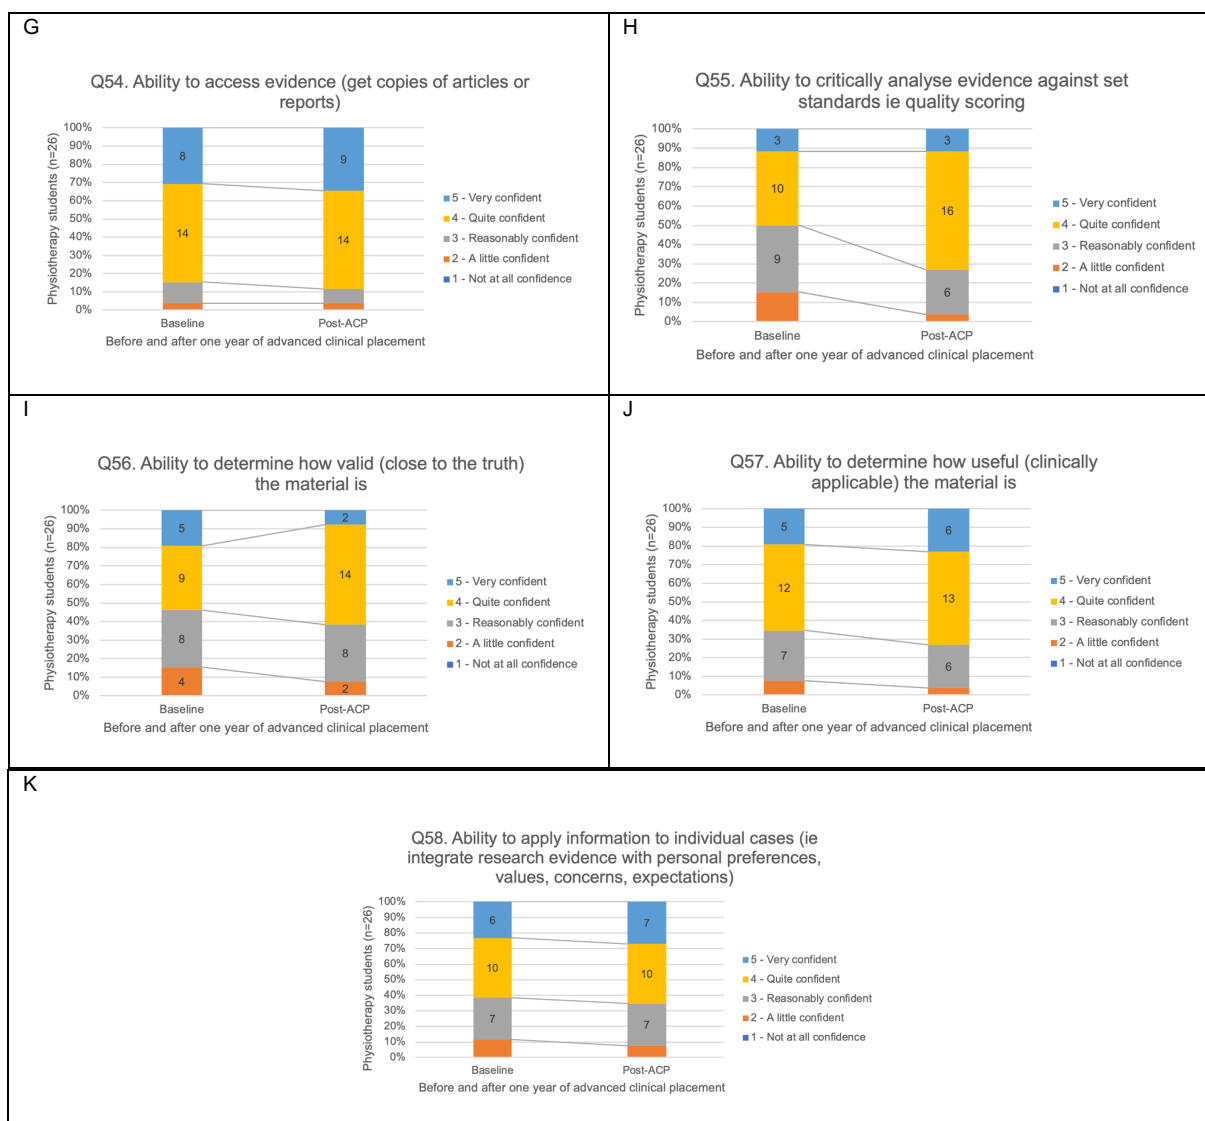 G
Q54. Ability to access evidence (get copies of articles or
reports)
Physiotherapy students (n=26)
100%
90%
80%
70%
60%
50%
40%
30%
20%
10%
0%
8
14
9
14
Baseline
Post-ACP
Before and after one year of advanced clinical placement
5 - Very confident
4 - Quite confident
3 - Reasonably confident
2 - A little confident
1 - Not at all confidence
H
Q55. Ability to critically analyse evidence against set
standards ie quality scoring
Physiotherapy students (n=26)
100%
90%
80%
70%
60%
50%
40%
30%
20%
10%
0%
3
10
9
3
16
6
Baseline
Post-ACP
Before and after one year of advanced clinical placement
5 - Very confident
4 - Quite confident
3 - Reasonably confident
2 - A little confident
1 - Not at all confidence
I
Q56. Ability to determine how valid (close to the truth)
the material is
Physiotherapy students (n=26)
100%
90%
80%
70%
60%
50%
40%
30%
20%
10%
0%
5
9
8
4
2
14
8
2
Baseline
Post-ACP
Before and after one year of advanced clinical placement
5 - Very confident
4 - Quite confident
3 - Reasonably confident
2 - A little confident
1 - Not at all confidence
J
Q57. Ability to determine how useful (clinically
applicable) the material is
Physiotherapy students (n=26)
100%
90%
80%
70%
60%
50%
40%
30%
20%
10%
0%
5
12
7
6
13
6
Baseline
Post-ACP
Before and after one year of advanced clinical placement
5 - Very confident
4 - Quite confident
3 - Reasonably confident
2 - A little confident
1 - Not at all confidence
K
Q58. Ability to apply information to individual cases (ie
integrate research evidence with personal preferences,
values, concerns, expectations)
Physiotherapy students (n=26)
100%
90%
80%
70%
60%
50%
40%
30%
20%
10%
0%
6
10
7
7
10
7
Baseline
Post-ACP
Before and after one year of advanced clinical placement
5 - Very confident
4 - Quite confident
3 - Reasonably confident
2 - A little confident
1 - Not at all confidence